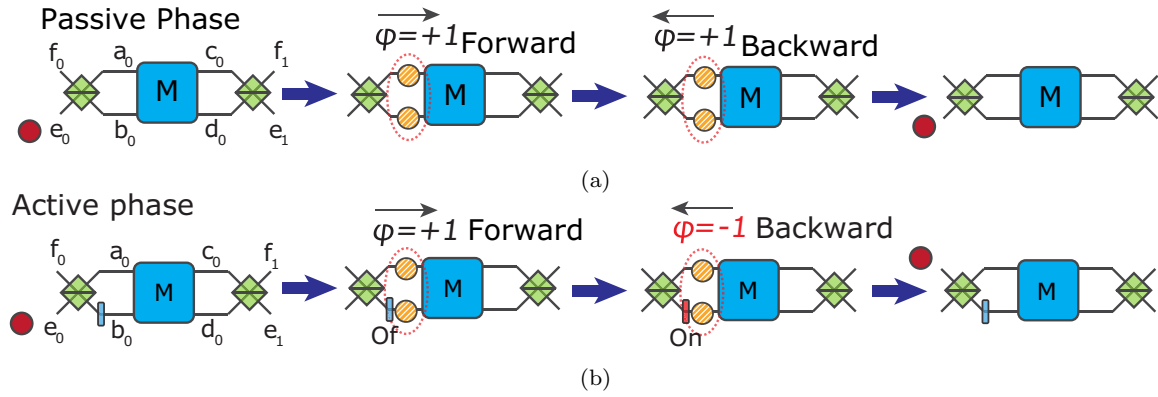 Passive Phase
φ=+1 Forward
φ=+1 Backward
f0 a0 c0 f1
M M M
e0 b0 d0 e1
(a)
Active phase
φ=+1 Forward
φ=-1 Backward
f0 a0 c0 f1
M M M M
e0 b0 d0 e1
Of On
(b)